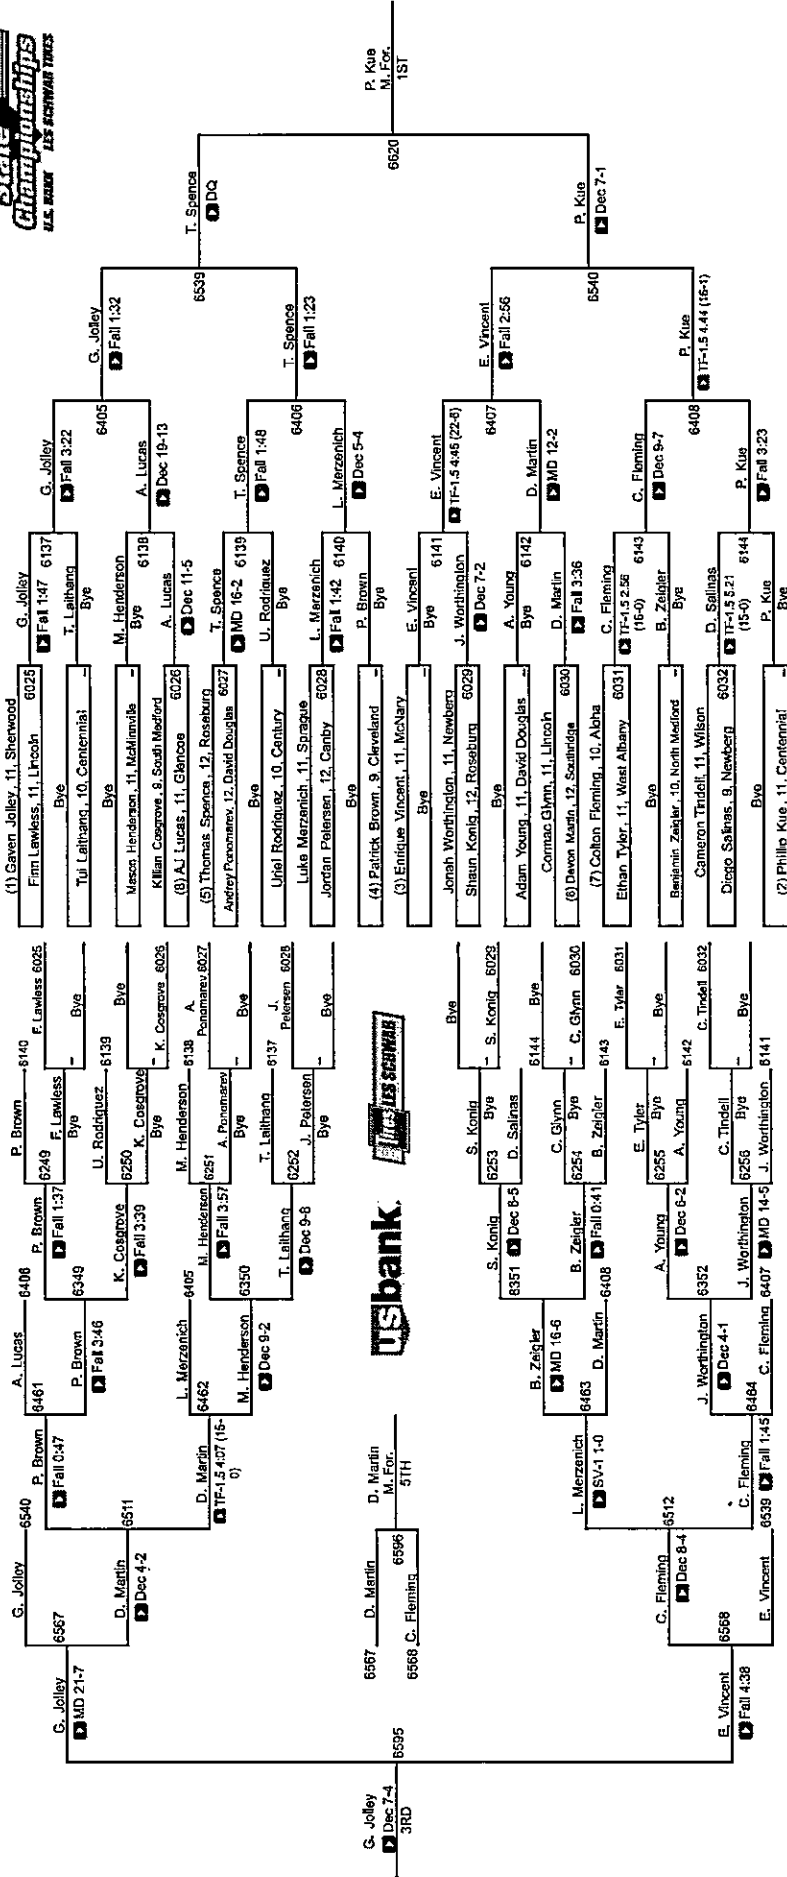 State
Championships
U.S. BANK LES SCHWAB TIRES
(1) Gaven Jolley, 11, Sherwood
Finn Lawless, 11, Lincoln 6025
Bye
Tui Laithang, 10, Centennial --
Bye
Mason Henderson, 11, McMinnville --
Killian Cosgrove, 9, South Medford
(8) AJ Lucas, 11, Glencoe 6026
(5) Thomas Spence, 12, Roseburg
Andrey Ponomarev, 12, David Douglas 6027
Bye
Uriel Rodriquez, 10, Century --
Luke Merzenich, 11, Sprague
Jordan Petersen, 12, Canby 6028
Bye
(4) Patrick Brown, 9, Cleveland --
(3) Enrique Vincent, 11, McNary
Bye --
Jonah Worthington, 11, Newberg
Shaun Konig, 12, Roseburg 6029
Bye
Adam Young, 11, David Douglas --
Cormac Glynn, 11, Lincoln
(6) Devon Martin, 12, Southridge 6030
(7) Colton Fleming, 10, Aloha
Ethan Tyler, 11, West Albany 6031
Bye
Benjamin Zeigler, 10, North Medford --
Cameron Tindell, 11, Wilson
Diego Salinas, 9, Newberg 6032
Bye
(2) Phillip Kue, 11, Centennial --
G. Jolley
Fall 1:47 6137
T. Laithang
Bye
M. Henderson
Bye 6138
A. Lucas
Dec 11-5
T. Spence
MD 16-2 6139
U. Rodriquez
Bye
L. Merzenich
Fall 1:42 6140
P. Brown
Bye
E. Vincent
Bye 6141
J. Worthington
Dec 7-2
A. Young
Bye 6142
D. Martin
Fall 3:36
C. Fleming
TF-1.5 2:56
(16-0) 6143
B. Zeigler
Bye
D. Salinas
TF-1.5 5:21
(15-0) 6144
P. Kue
Bye
G. Jolley
Fall 3:22
6405
A. Lucas
Dec 19-13
T. Spence
Fall 1:48
6406
L. Merzenich
Dec 5-4
E. Vincent
TF-1.5 4:45 (22-6)
6407
D. Martin
MD 12-2
C. Fleming
Dec 9-7
6408
P. Kue
Fall 3:23
G. Jolley
Fall 1:32
6539
T. Spence
Fall 1:23
E. Vincent
Fall 2:56
6540
P. Kue
TF-1.5 4:44 (16-1)
T. Spence
DQ
6620
P. Kue
Dec 7-1
P. Kue
M. For.
1ST
F. Lawless 6025
Bye
Bye
K. Cosgrove 6026
A.
Ponomarev 6027
Bye
J.
Petersen 6028
Bye
Bye
S. Konig 6029
Bye
C. Glynn 6030
E. Tyler 6031
Bye
C. Tindell 6032
Bye
P. Brown 6140
6249
F. Lawless --
Bye
U. Rodriquez 6139
6250
K. Cosgrove --
Bye
M. Henderson 6138
6251
A. Ponomarev --
Bye
T. Laithang 6137
6252
J. Petersen --
Bye
S. Konig --
6253 Bye
D. Salinas 6144
C. Glynn --
6254 Bye
B. Zeigler 6143
E. Tyler --
6255 Bye
A. Young 6142
C. Tindell --
6256 Bye
J. Worthington 6141
P. Brown
Fall 1:37
6349
K. Cosgrove
Fall 3:39
M. Henderson
Fall 3:57
6350
T. Laithang
Dec 9-8
S. Konig
Dec 6-5
6351
B. Zeigler
Fall 0:41
A. Young
Dec 6-2
6352
J. Worthington
MD 14-5
A. Lucas 6406
6461
P. Brown
Fall 3:46
L. Merzenich 6405
6462
M. Henderson
Dec 9-2
B. Zeigler
MD 16-6
6463
D. Martin 6408
J. Worthington
Dec 4-1
6464
C. Fleming 6407
P. Brown
Fall 0:47
6511
D. Martin
TF-1.5 4:07 (15-
0)
L. Merzenich
SV-1 1-0
6512
C. Fleming
Fall 1:45
G. Jolley 6540
6567
D. Martin
Dec 4-2
C. Fleming
Dec 8-4
6568
E. Vincent 6539
G. Jolley
MD 21-7
6595
E. Vincent
Fall 4:38
G. Jolley
Dec 7-4
3RD
6567 D. Martin
6596
6568 C. Fleming
D. Martin
M. For.
5TH
usbank
LES SCHWAB